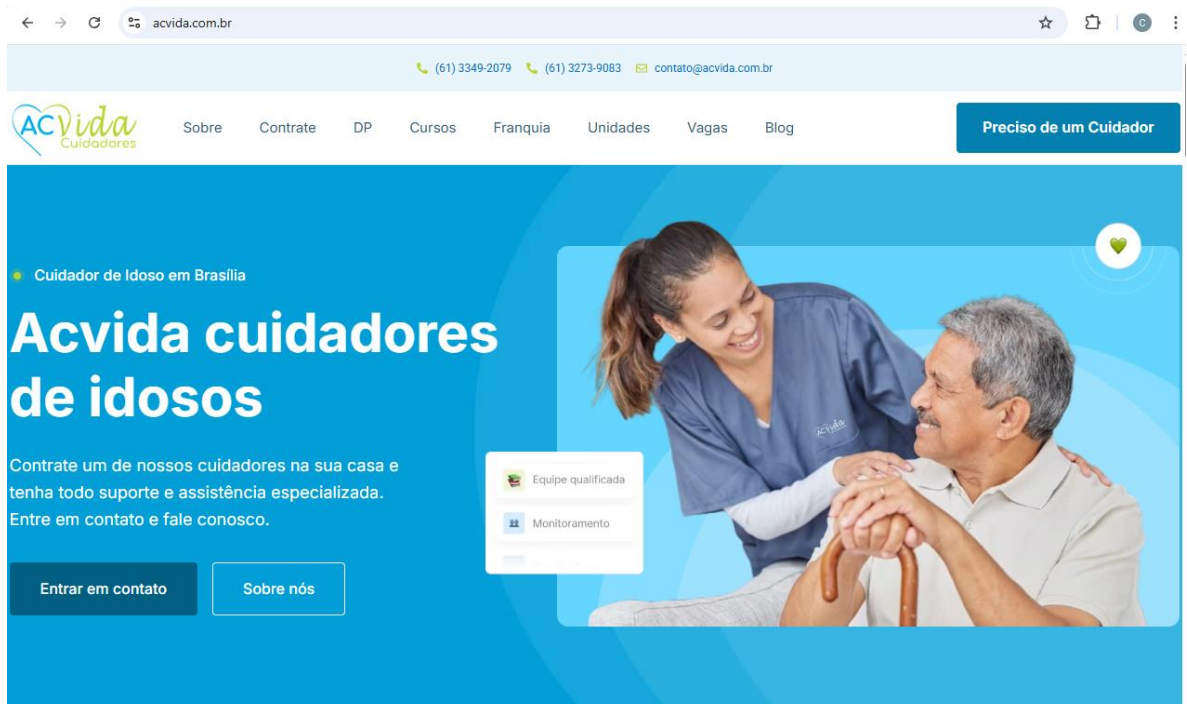 acvida.com.br
C
(61) 3349-2079 (61) 3273-9083 contato@acvida.com.br
ACVida
Cuidadores
Sobre Contrate DP Cursos Franquia Unidades Vagas Blog
Preciso de um Cuidador
Cuidador de Idoso em Brasília
Acvida cuidadores
de idosos
Contrate um de nossos cuidadores na sua casa e
tenha todo suporte e assistência especializada.
Entre em contato e fale conosco.
Entrar em contato
Sobre nós
Equipe qualificada
Monitoramento
ACVida